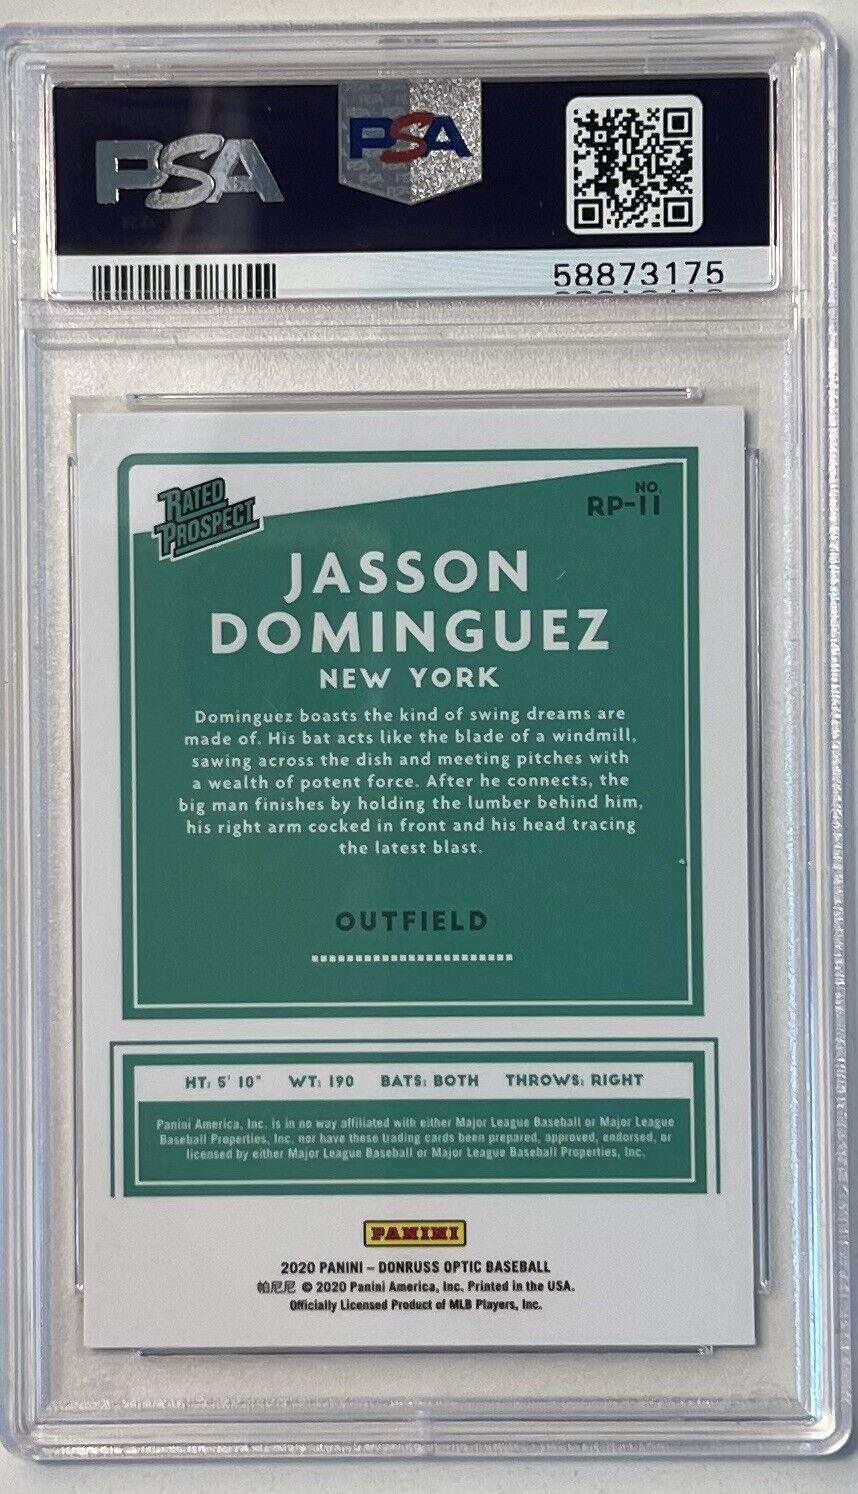 PSA
PSA
58873175
RATED PROSPECT
NO.
RP-11
JASSON
DOMINGUEZ
NEW YORK
Dominguez boasts the kind of swing dreams are
made of. His bat acts like the blade of a windmill,
sawing across the dish and meeting pitches with
a wealth of potent force. After he connects, the
big man finishes by holding the lumber behind him,
his right arm cocked in front and his head tracing
the latest blast.
OUTFIELD
HT: 5' 10" WT: 190 BATS: BOTH THROWS: RIGHT
Panini America, Inc. is in no way affiliated with either Major League Baseball or Major League
Baseball Properties, Inc. nor have these trading cards been prepared, approved, endorsed, or
licensed by either Major League Baseball or Major League Baseball Properties, Inc.
PANINI
2020 PANINI – DONRUSS OPTIC BASEBALL
帕尼尼 © 2020 Panini America, Inc. Printed in the USA.
Officially Licensed Product of MLB Players, Inc.